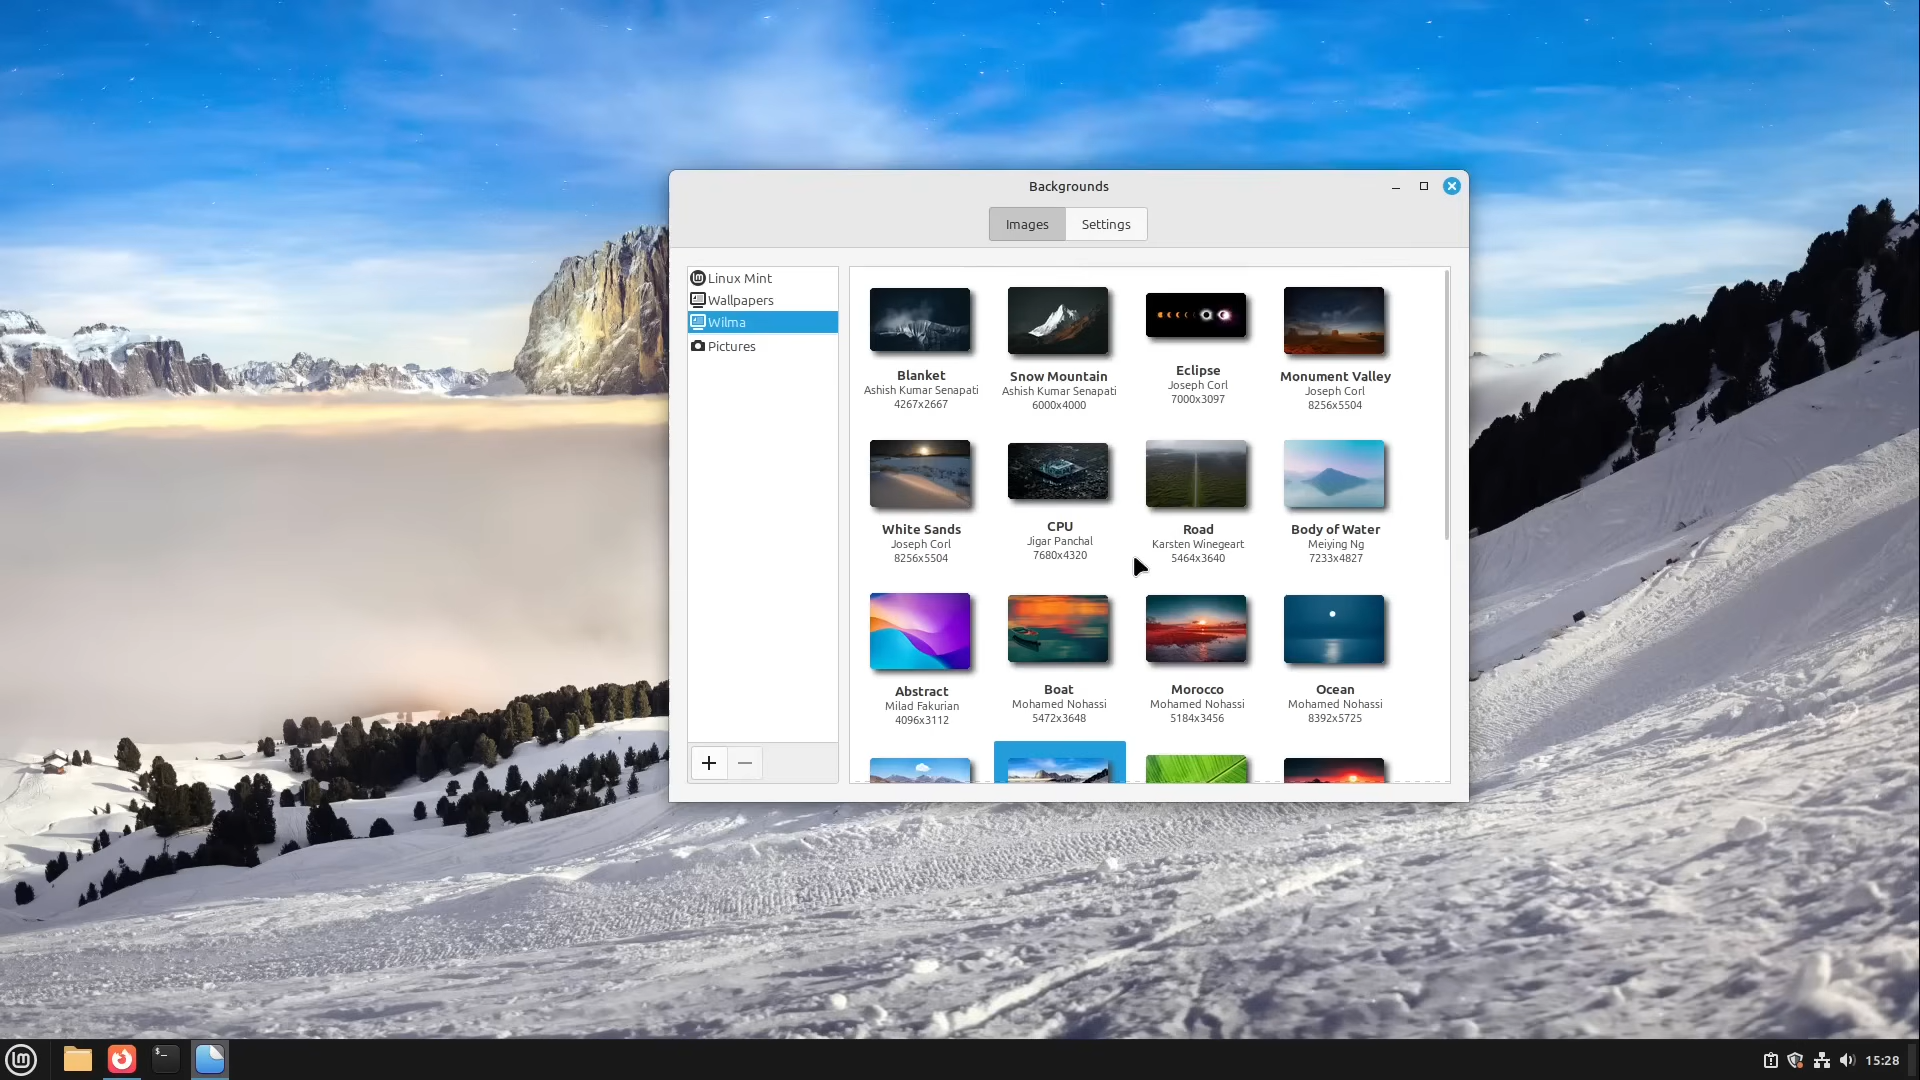 Backgrounds
Images Settings
Linux Mint
Wallpapers
Wilma
Pictures
Blanket
Ashish Kumar Senapati
4267x2667
Snow Mountain
Ashish Kumar Senapati
6000x4000
Eclipse
Joseph Corl
7000x3097
Monument Valley
Joseph Corl
8256x5504
White Sands
Joseph Corl
8256x5504
CPU
Jigar Panchal
7680x4320
Road
Karsten Winegeart
5464x3640
Body of Water
Meiying Ng
7233x4827
Abstract
Milad Fakurian
4096x3112
Boat
Mohamed Nohassi
5472x3648
Morocco
Mohamed Nohassi
5184x3456
Ocean
Mohamed Nohassi
8392x5725
15:28